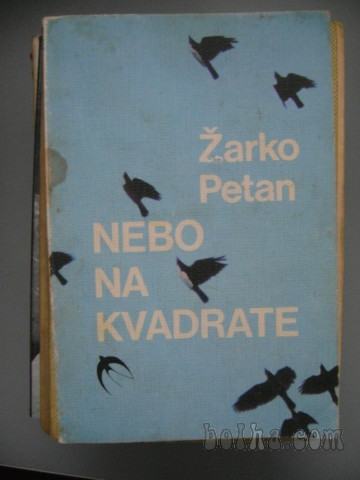 Žarko
Petan
NEBO
NA
KVADRATE
bolha.com